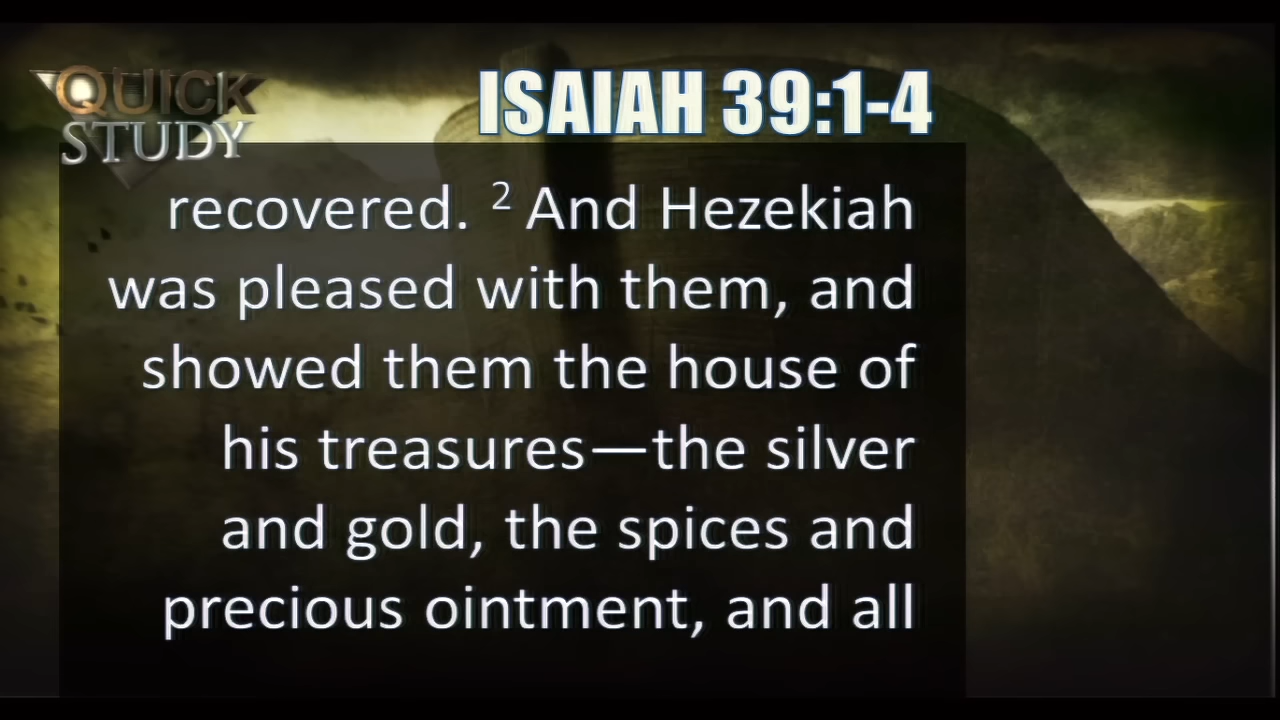 QUICK
STUDY
ISAIAH 39:1-4
recovered. ² And Hezekiah
was pleased with them, and
showed them the house of
his treasures—the silver
and gold, the spices and
precious ointment, and all